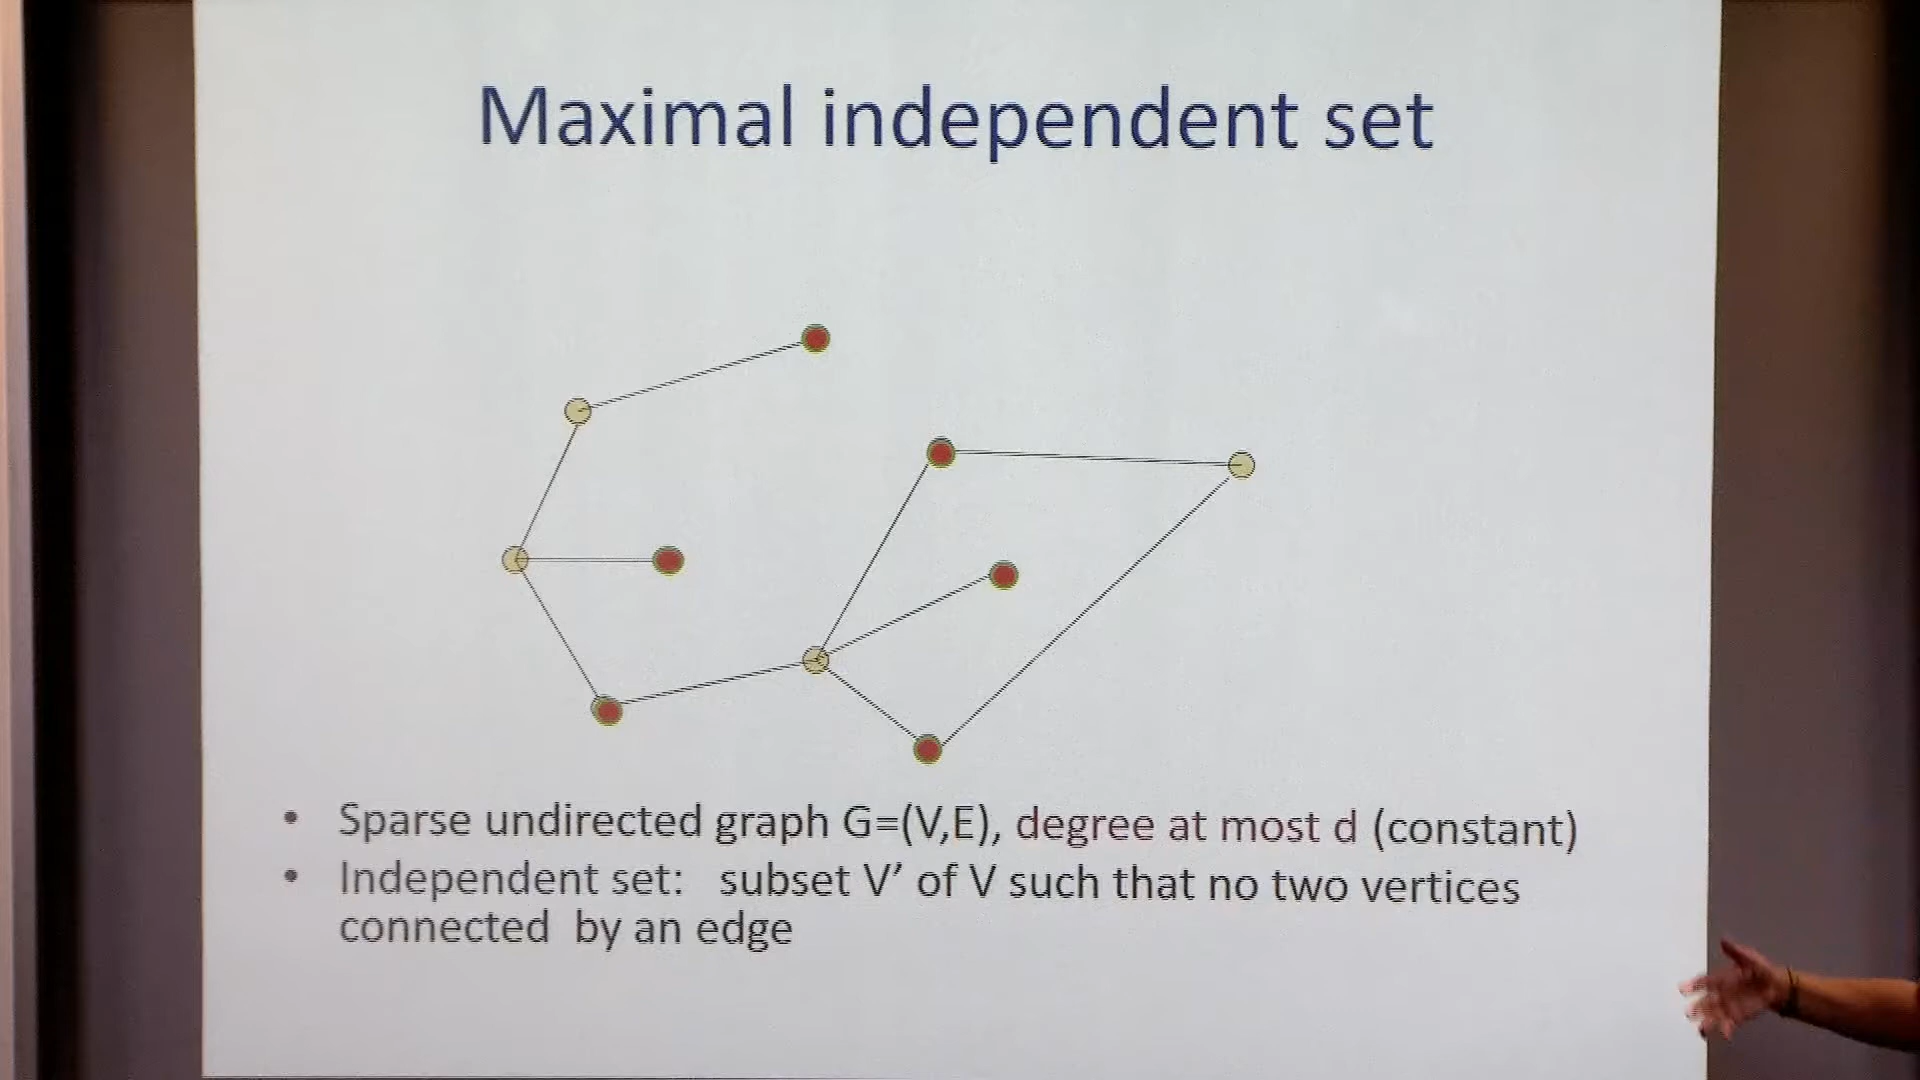 Maximal independent set
• Sparse undirected graph G=(V,E), degree at most d (constant)
• Independent set: subset V’ of V such that no two vertices
connected by an edge